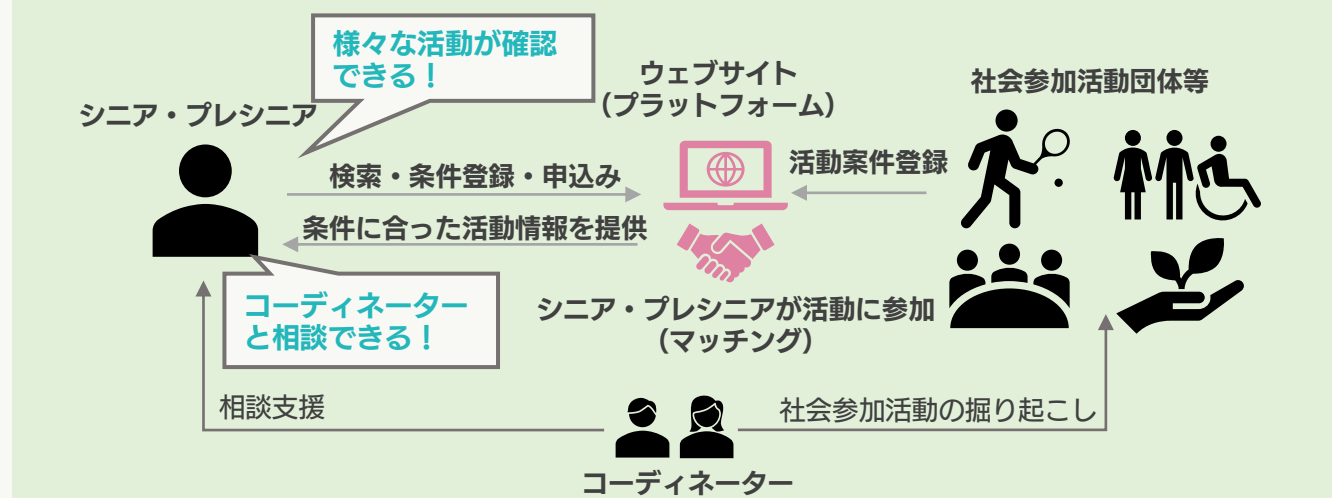 様々な活動が確認
できる！
シニア・プレシニア
ウェブサイト
（プラットフォーム）
社会参加活動団体等
検索・条件登録・申込み
活動案件登録
条件に合った活動情報を提供
コーディネーター
と相談できる！
シニア・プレシニアが活動に参加
（マッチング）
相談支援
社会参加活動の掘り起こし
コーディネーター